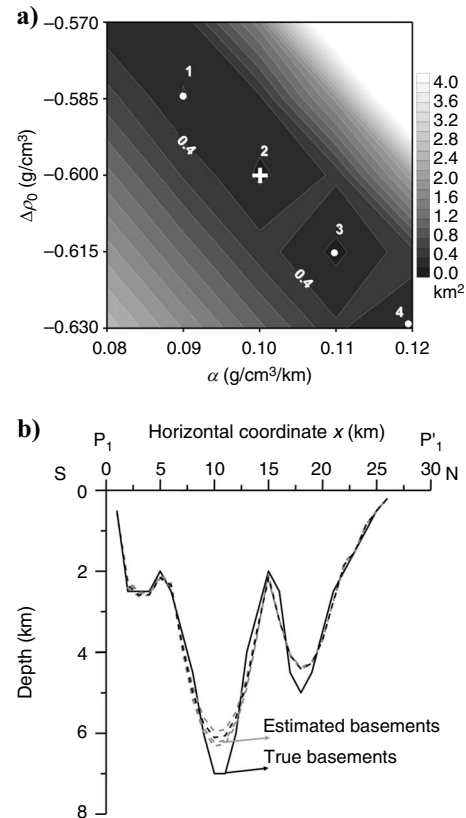 a)
−0.570
−0.585
−0.600
−0.615
−0.630
Δρ₀ (g/cm³)
1
2
3
4
0.4
0.4
0.08 0.09 0.10 0.11 0.12
α (g/cm³/km)
4.0
3.6
3.2
2.8
2.4
2.0
1.6
1.2
0.8
0.4
0.0
km²
b)
P₁ Horizontal coordinate x (km) P'₁
S 0 5 10 15 20 25 30 N
0
2
4
6
8
Depth (km)
Estimated basements
True basements